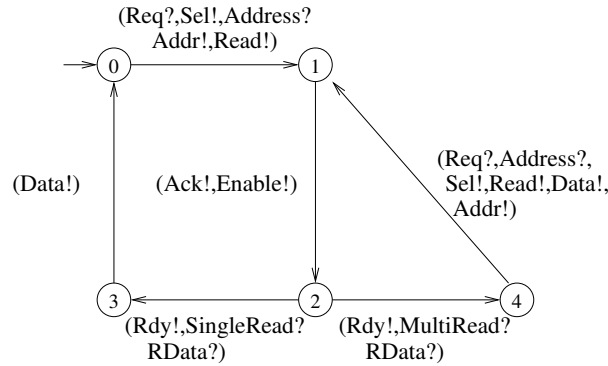 (Req?,Sel!,Address?
Addr!,Read!)
0
1
(Req?,Address?,
Sel!,Read!,Data!,
Addr!)
(Data!)
(Ack!,Enable!)
3
2
4
(Rdy!,SingleRead?
RData?)
(Rdy!,MultiRead?
RData?)